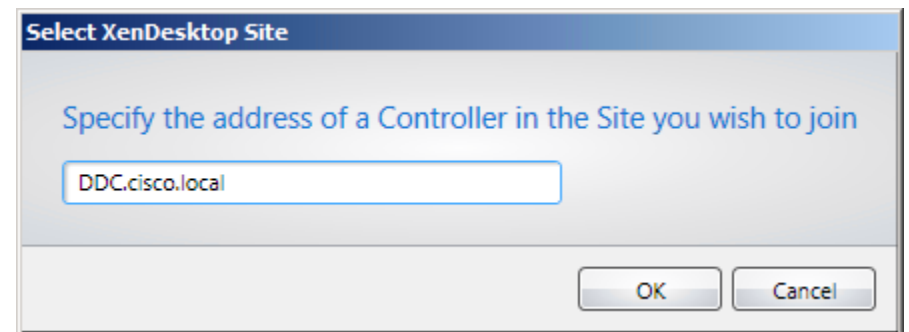 Select XenDesktop Site
Specify the address of a Controller in the Site you wish to join
DDC.cisco.local
OK
Cancel